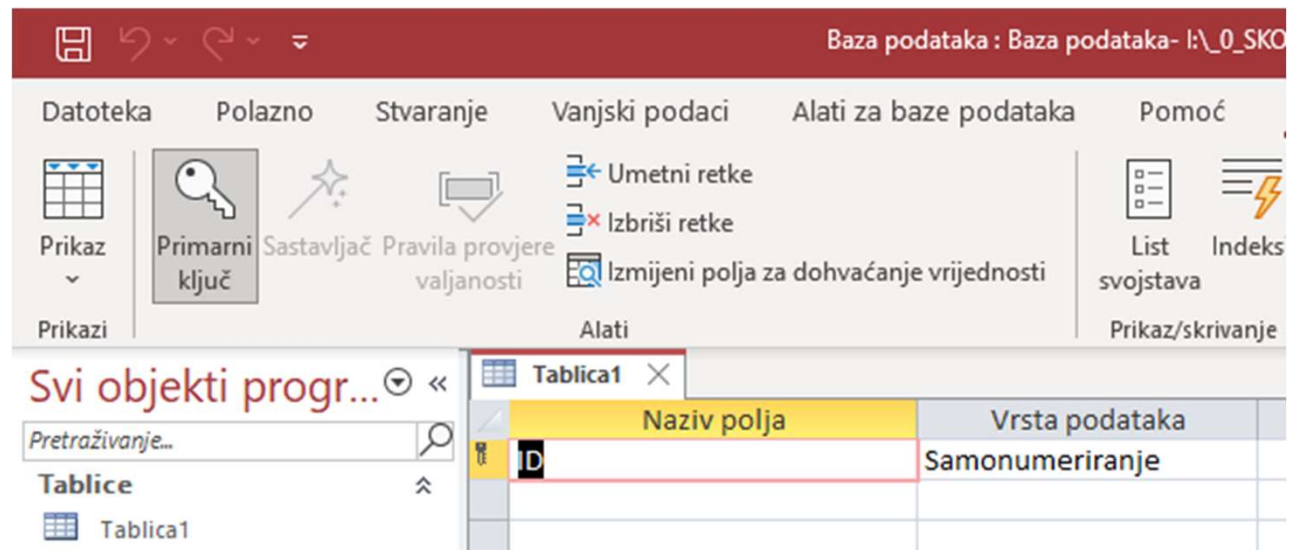 Baza podataka : Baza podataka- I:\_0_SKO
Datoteka Polazno Stvaranje Vanjski podaci Alati za baze podataka Pomoć
Prikaz
Primarni ključ
Sastavljač
Pravila provjere valjanosti
Umetni retke
Izbriši retke
Izmijeni polja za dohvaćanje vrijednosti
List svojstava
Indeksi
Prikazi Alati Prikaz/skrivanje
Svi objekti progr... «
Pretraživanje...
Tablice
Tablica1
Tablica1
Naziv polja Vrsta podataka
ID Samonumeriranje